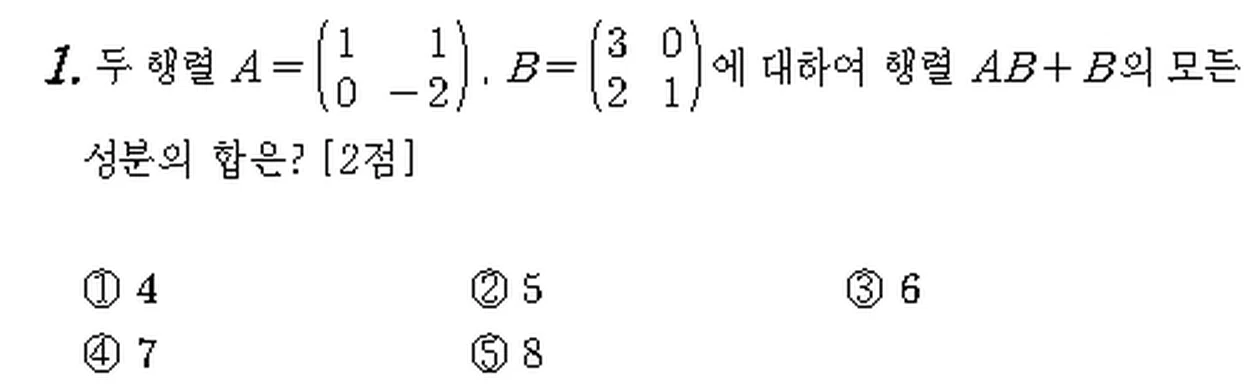 1. 두 행렬 A = (1 1 / 0 -2), B = (3 0 / 2 1)에 대하여 행렬 AB + B의 모든
성분의 합은? [2점]
① 4 ② 5 ③ 6
④ 7 ⑤ 8